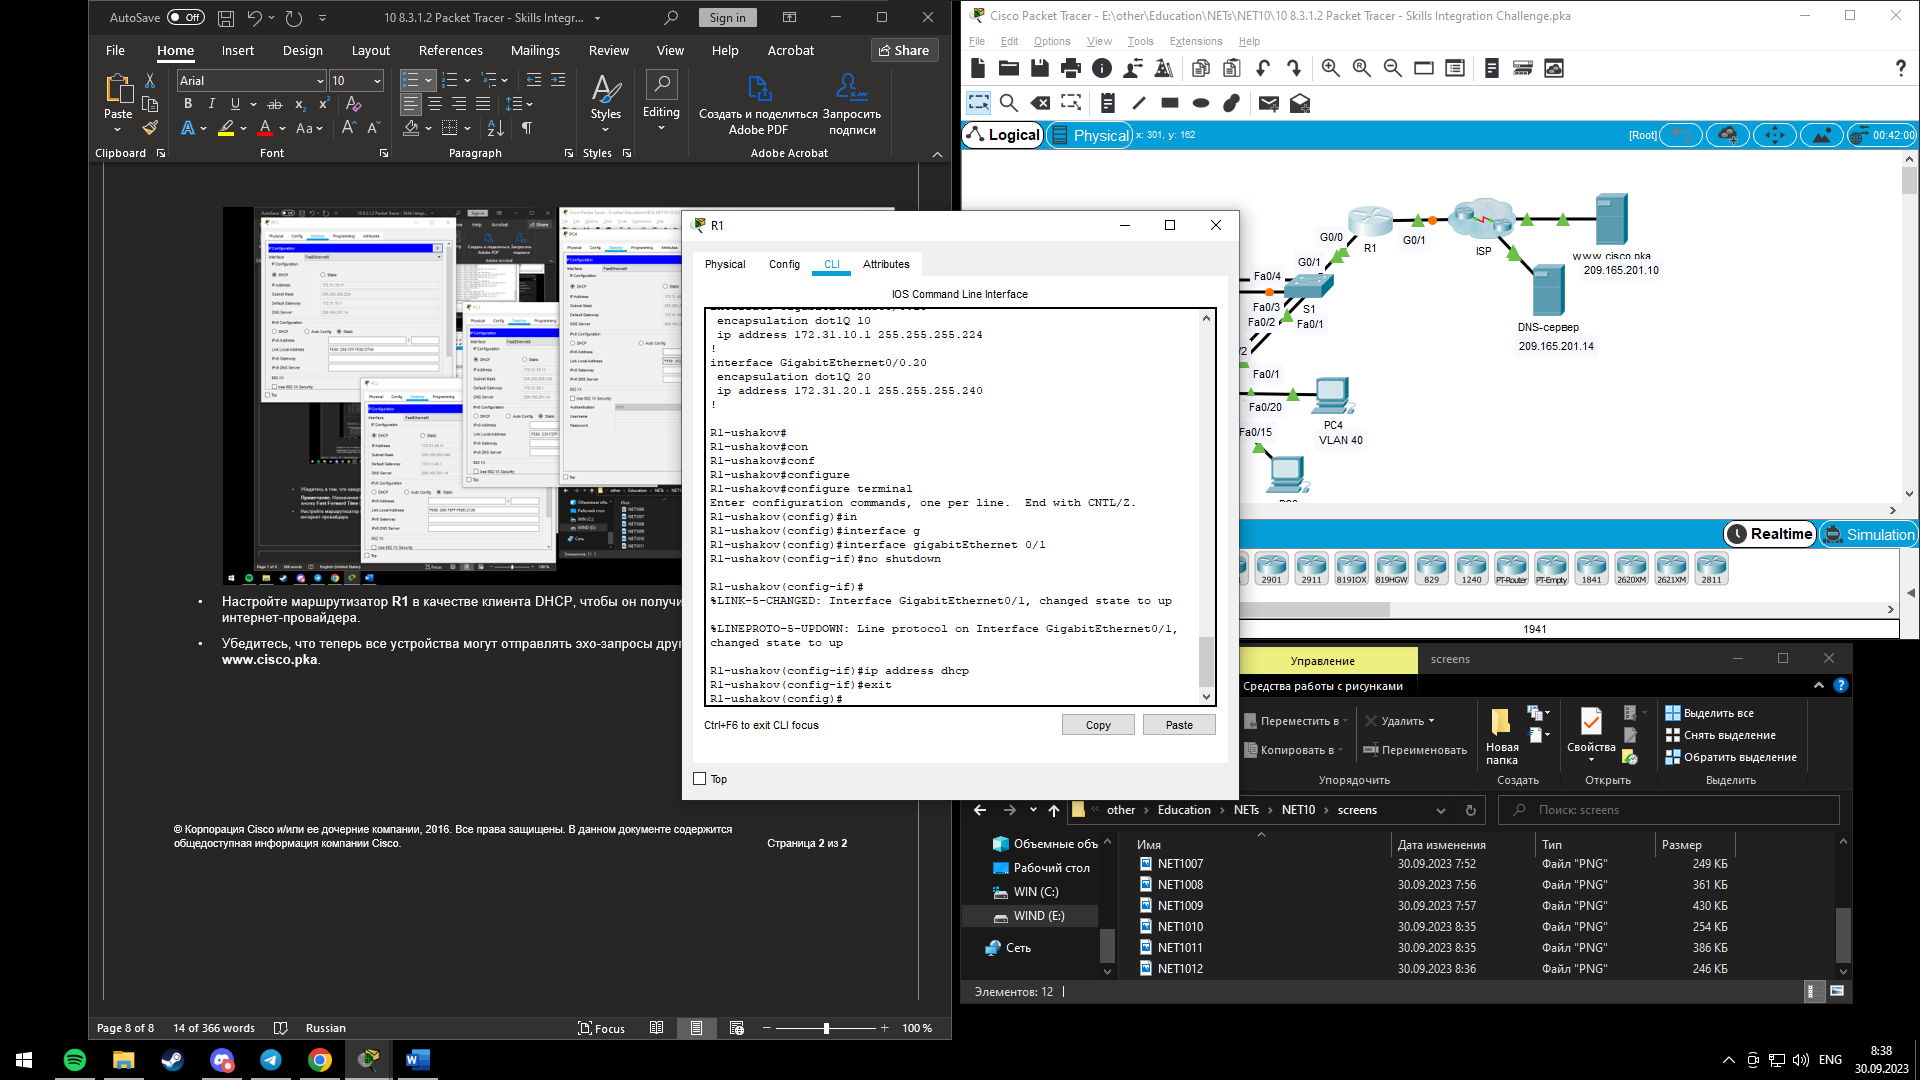 AutoSave Off
10 8.3.1.2 Packet Tracer - Skills Integr...
Sign in
File Home Insert Design Layout References Mailings Review View Help Acrobat Share
Paste
Arial 10
Styles
Editing
Создать и поделиться Adobe PDF
Запросить подписи
Clipboard Font Paragraph Styles Adobe Acrobat
• Настройте маршрутизатор R1 в качестве клиента DHCP, чтобы он получи
интернет-провайдера.
• Убедитесь, что теперь все устройства могут отправлять эхо-запросы друг
www.cisco.pka.
© Корпорация Cisco и/или ее дочерние компании, 2016. Все права защищены. В данном документе содержится
общедоступная информация компании Cisco.
Страница 2 из 2
Page 8 of 8 14 of 366 words Russian Focus 100 %
R1
Physical Config CLI Attributes
IOS Command Line Interface
encapsulation dot1Q 10
ip address 172.31.10.1 255.255.255.224
!
interface GigabitEthernet0/0.20
encapsulation dot1Q 20
ip address 172.31.20.1 255.255.255.240
!
R1-ushakov#
R1-ushakov#con
R1-ushakov#conf
R1-ushakov#configure
R1-ushakov#configure terminal
Enter configuration commands, one per line. End with CNTL/Z.
R1-ushakov(config)#in
R1-ushakov(config)#interface g
R1-ushakov(config)#interface gigabitEthernet 0/1
R1-ushakov(config-if)#no shutdown
R1-ushakov(config-if)#
%LINK-5-CHANGED: Interface GigabitEthernet0/1, changed state to up
%LINEPROTO-5-UPDOWN: Line protocol on Interface GigabitEthernet0/1,
changed state to up
R1-ushakov(config-if)#ip address dhcp
R1-ushakov(config-if)#exit
R1-ushakov(config)#
Ctrl+F6 to exit CLI focus
Copy Paste
Top
Cisco Packet Tracer - E:\other\Education\NETs\NET10\10 8.3.1.2 Packet Tracer - Skills Integration Challenge.pka
File Edit Options View Tools Extensions Help
Logical Physical x: 301, y: 162
[Root] 00:42:00
G0/0
R1
G0/1
ISP
www.cisco.pka
209.165.201.10
G0/1
Fa0/4
Fa0/3
S1
Fa0/2
Fa0/1
DNS-сервер
209.165.201.14
Fa0/1
Fa0/20
PC4
VLAN 40
Fa0/15
Realtime Simulation
2901 2911 819IOX 819HGW 829 1240 PT-Router PT-Empty 1841 2620XM 2621XM 2811
1941
Управление screens
Средства работы с рисунками
Переместить в
Копировать в
Удалить
Переименовать
Новая папка
Свойства
Выделить все
Снять выделение
Обратить выделение
Упорядочить Создать Открыть Выделить
other Education NETs NET10 screens
Поиск: screens
Объемные объ
Рабочий стол
WIN (C:)
WIND (E:)
Сеть
Имя Дата изменения Тип Размер
NET1007 30.09.2023 7:52 Файл "PNG" 249 КБ
NET1008 30.09.2023 7:56 Файл "PNG" 361 КБ
NET1009 30.09.2023 7:57 Файл "PNG" 430 КБ
NET1010 30.09.2023 8:35 Файл "PNG" 254 КБ
NET1011 30.09.2023 8:35 Файл "PNG" 386 КБ
NET1012 30.09.2023 8:36 Файл "PNG" 246 КБ
Элементов: 12
ENG
8:38
30.09.2023